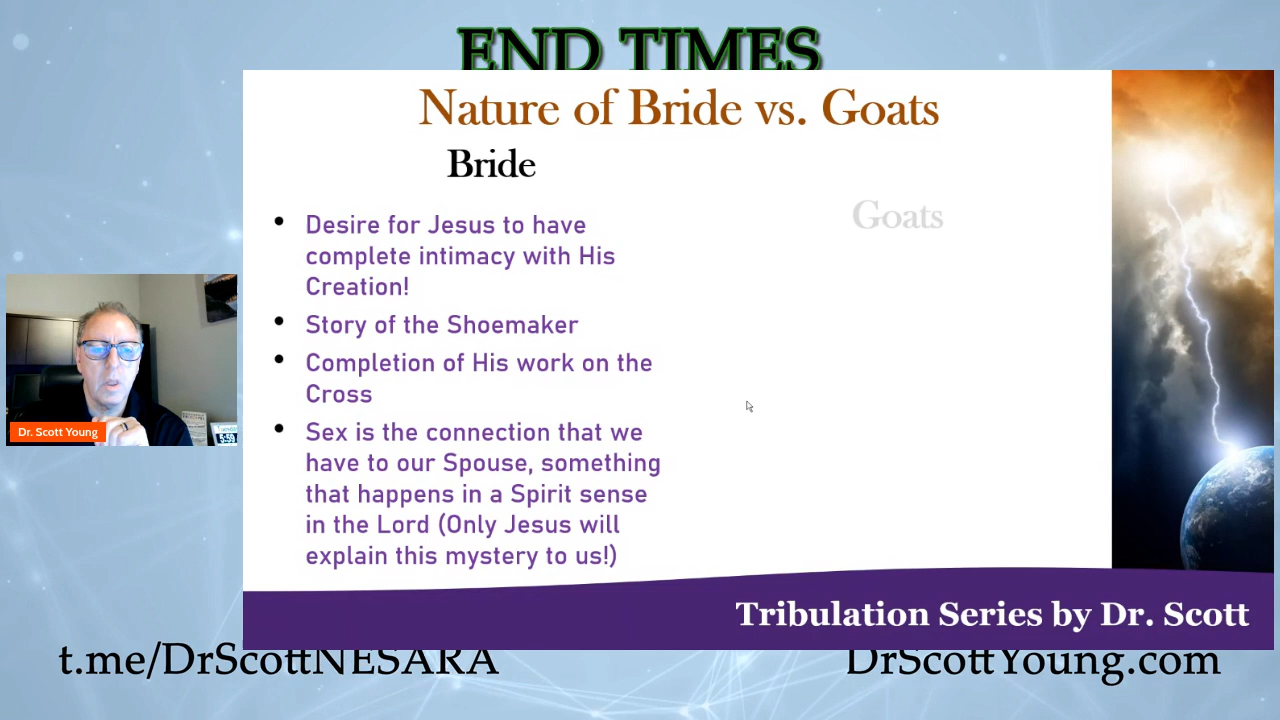 END TIMES
Nature of Bride vs. Goats
Bride
Goats
• Desire for Jesus to have
complete intimacy with His
Creation!
• Story of the Shoemaker
• Completion of His work on the
Cross
• Sex is the connection that we
have to our Spouse, something
that happens in a Spirit sense
in the Lord (Only Jesus will
explain this mystery to us!)
Dr. Scott Young
Tribulation Series by Dr. Scott
t.me/DrScottNESARA
DrScottYoung.com